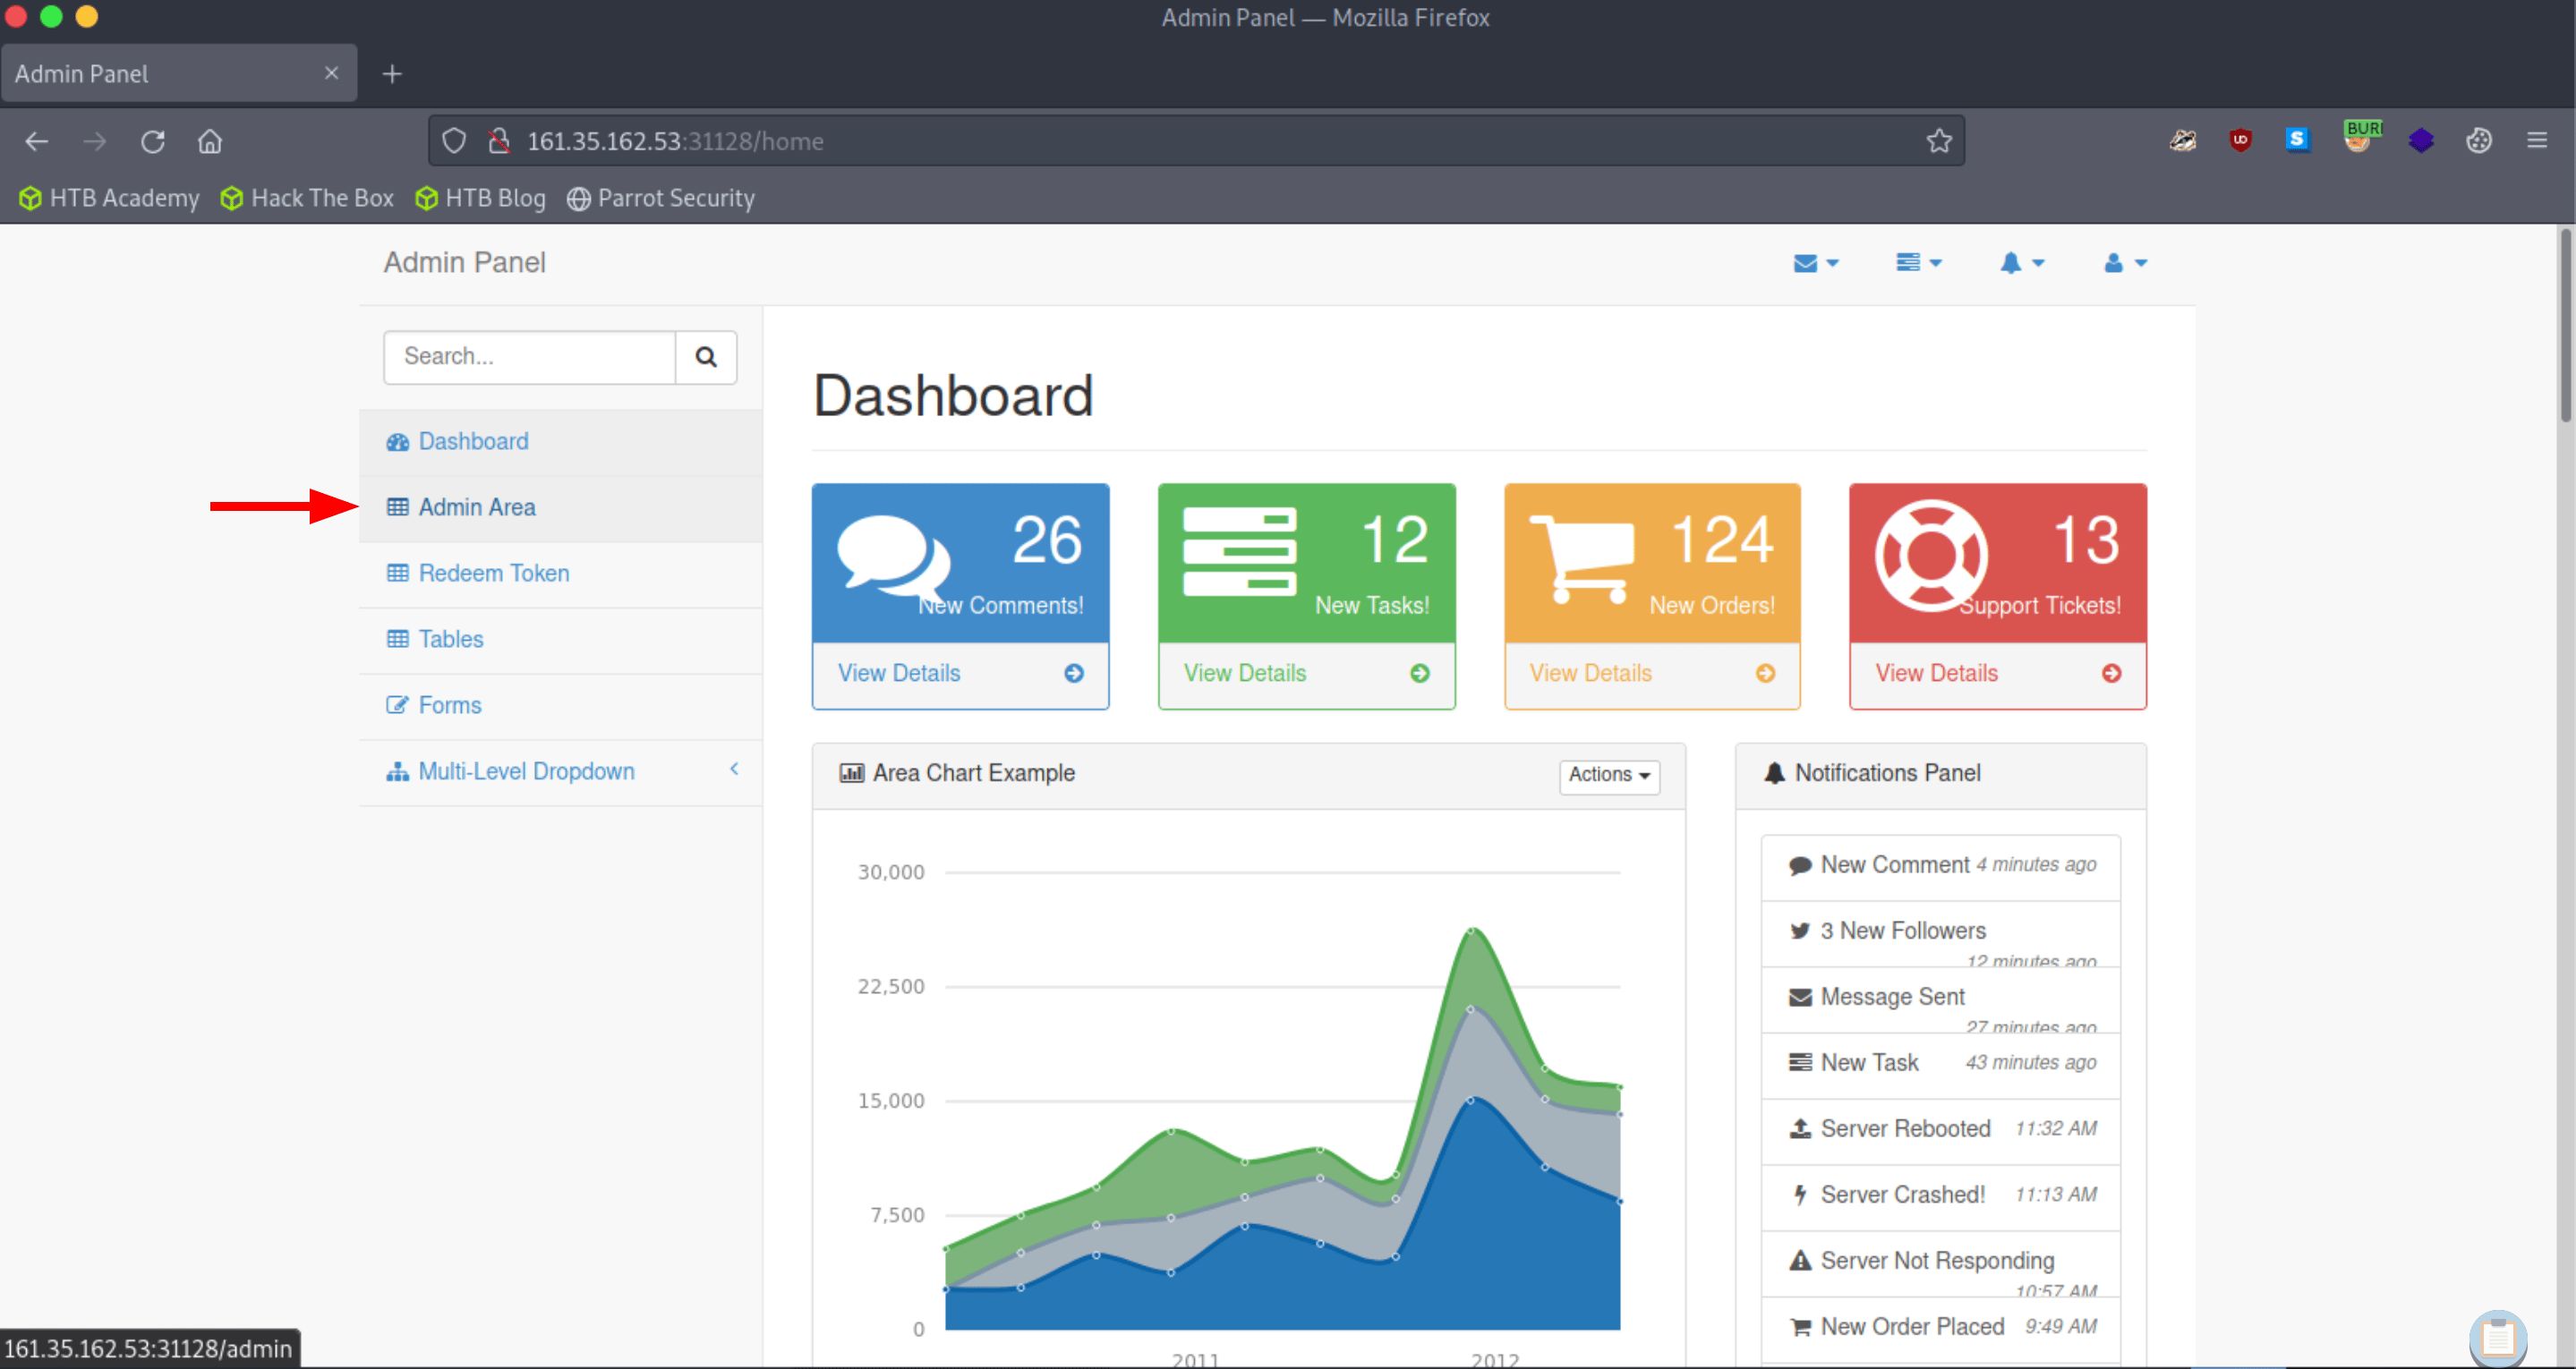 Admin Panel — Mozilla Firefox
Admin Panel
161.35.162.53:31128/home
BURP
HTB Academy Hack The Box HTB Blog Parrot Security
Admin Panel
Search...
Dashboard
Admin Area
Redeem Token
Tables
Forms
Multi-Level Dropdown
Dashboard
26
New Comments!
View Details
12
New Tasks!
View Details
124
New Orders!
View Details
13
Support Tickets!
View Details
Area Chart Example
Actions
30,000
22,500
15,000
7,500
0
2011 2012
Notifications Panel
New Comment 4 minutes ago
3 New Followers
12 minutes ago
Message Sent
27 minutes ago
New Task 43 minutes ago
Server Rebooted 11:32 AM
Server Crashed! 11:13 AM
Server Not Responding
10:57 AM
New Order Placed 9:49 AM
161.35.162.53:31128/admin